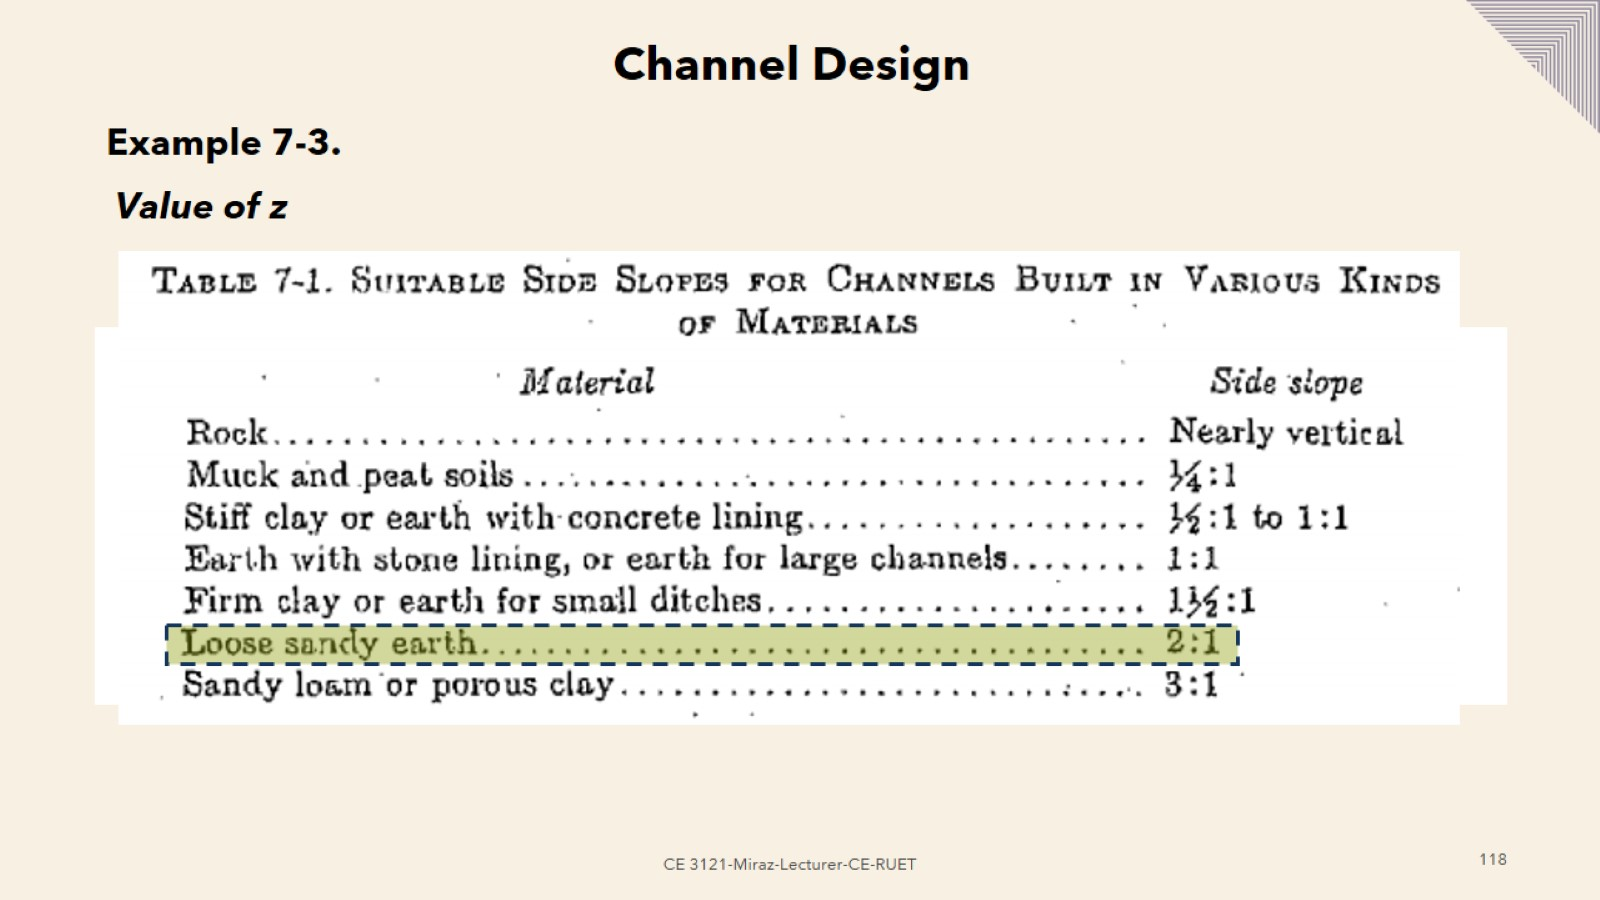 Channel Design
Example 7-3.
Value of z
TABLE 7-1. SUITABLE SIDE SLOPES FOR CHANNELS BUILT IN VARIOUS KINDS
OF MATERIALS
Material Side slope
Rock........................................ Nearly vertical
Muck and peat soils............................. ¼:1
Stiff clay or earth with concrete lining................ ½:1 to 1:1
Earth with stone lining, or earth for large channels........ 1:1
Firm clay or earth for small ditches.................. 1½:1
Loose sandy earth............................... 2:1
Sandy loam or porous clay......................... 3:1
CE 3121-Miraz-Lecturer-CE-RUET
118